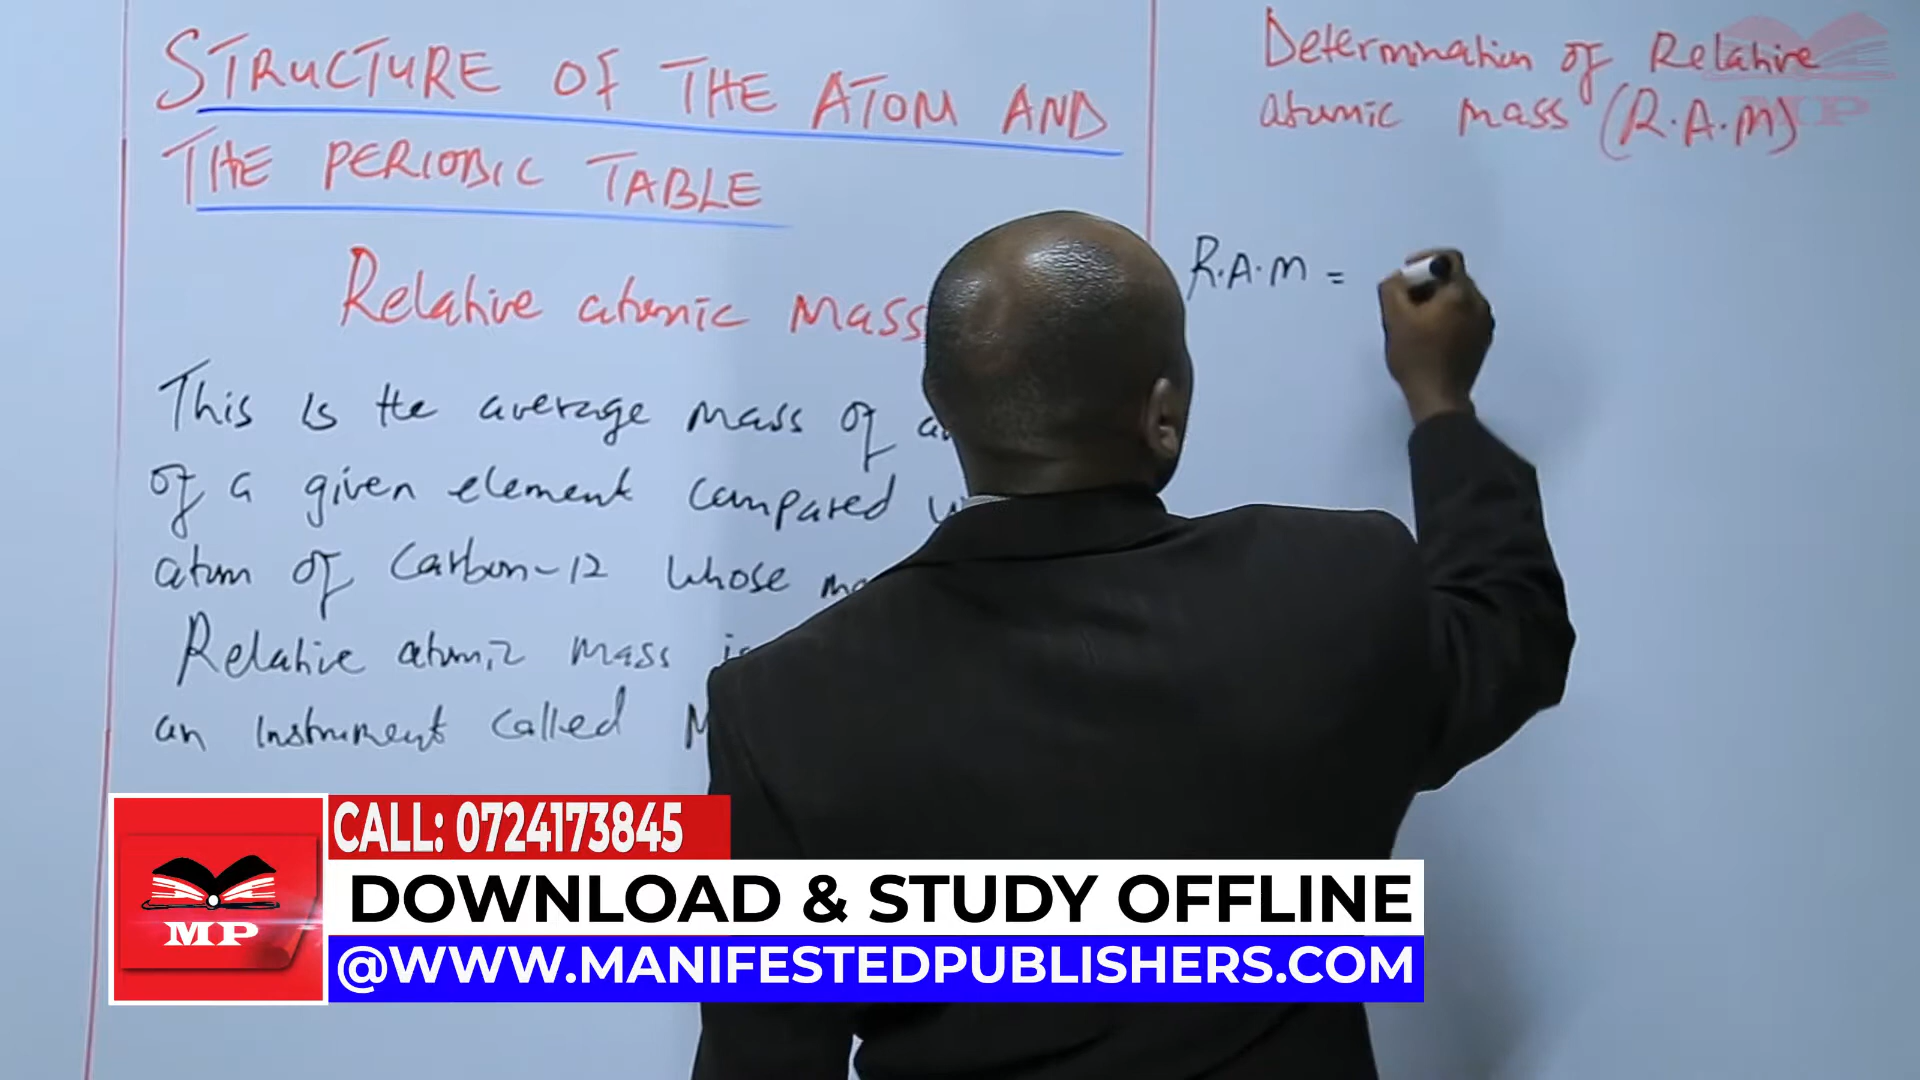 STRUCTURE OF THE ATOM AND
THE PERIODIC TABLE
Relative atomic mass
This is the average mass of
of a given element compared
atom of Carbon-12 whose
Relative atomic mass is
an instrument called
Determination of Relative
atomic mass (R.A.M)
R.A.M =
MP
CALL: 0724173845
DOWNLOAD & STUDY OFFLINE
@WWW.MANIFESTEDPUBLISHERS.COM
MP